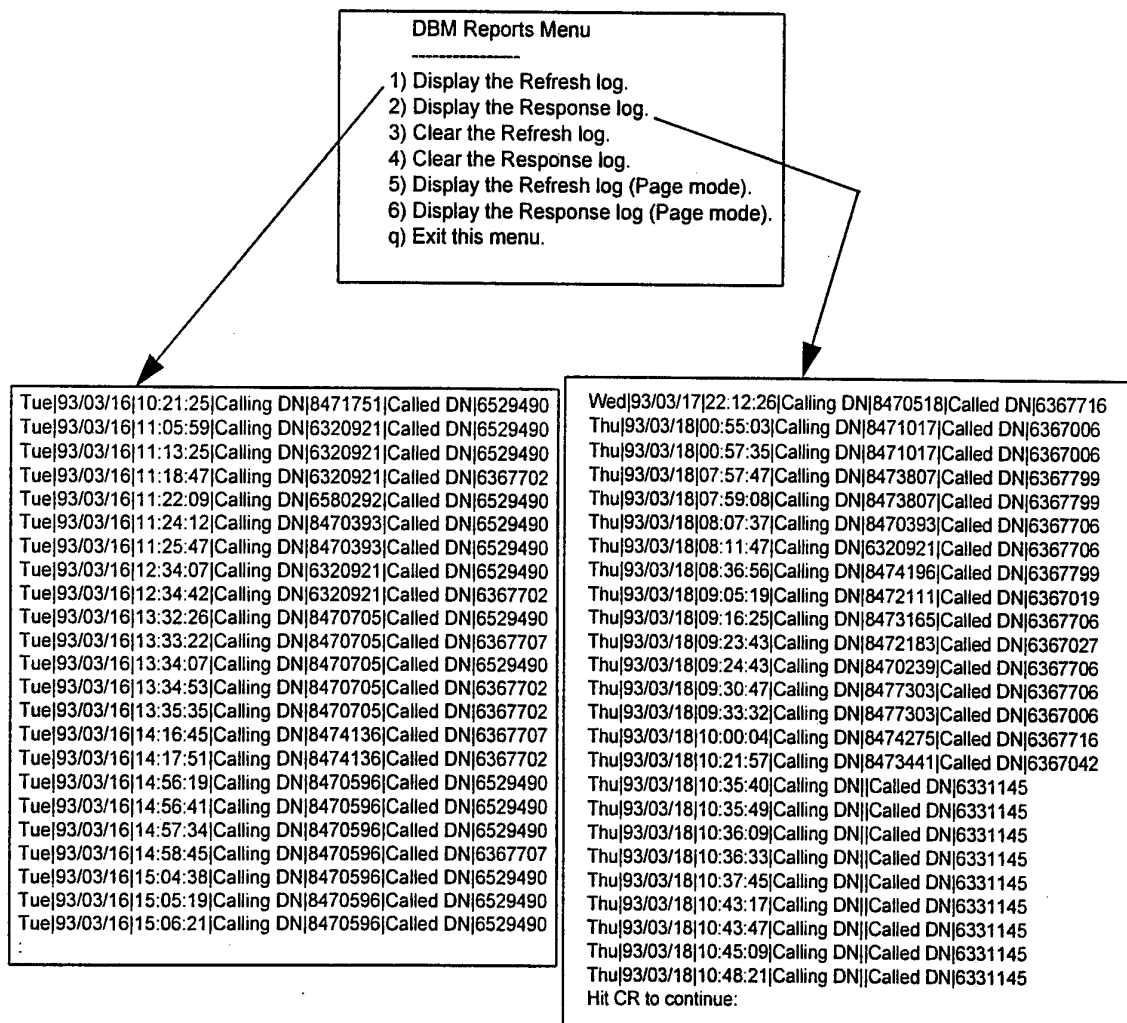 DBM Reports Menu
----------------
1) Display the Refresh log.
2) Display the Response log.
3) Clear the Refresh log.
4) Clear the Response log.
5) Display the Refresh log (Page mode).
6) Display the Response log (Page mode).
q) Exit this menu.
Tue|93/03/16|10:21:25|Calling DN|8471751|Called DN|6529490
Tue|93/03/16|11:05:59|Calling DN|6320921|Called DN|6529490
Tue|93/03/16|11:13:25|Calling DN|6320921|Called DN|6529490
Tue|93/03/16|11:18:47|Calling DN|6320921|Called DN|6367702
Tue|93/03/16|11:22:09|Calling DN|6580292|Called DN|6529490
Tue|93/03/16|11:24:12|Calling DN|8470393|Called DN|6529490
Tue|93/03/16|11:25:47|Calling DN|8470393|Called DN|6529490
Tue|93/03/16|12:34:07|Calling DN|6320921|Called DN|6529490
Tue|93/03/16|12:34:42|Calling DN|6320921|Called DN|6367702
Tue|93/03/16|13:32:26|Calling DN|8470705|Called DN|6529490
Tue|93/03/16|13:33:22|Calling DN|8470705|Called DN|6367707
Tue|93/03/16|13:34:07|Calling DN|8470705|Called DN|6529490
Tue|93/03/16|13:34:53|Calling DN|8470705|Called DN|6367702
Tue|93/03/16|13:35:35|Calling DN|8470705|Called DN|6367702
Tue|93/03/16|14:16:45|Calling DN|8474136|Called DN|6367707
Tue|93/03/16|14:17:51|Calling DN|8474136|Called DN|6367702
Tue|93/03/16|14:56:19|Calling DN|8470596|Called DN|6529490
Tue|93/03/16|14:56:41|Calling DN|8470596|Called DN|6529490
Tue|93/03/16|14:57:34|Calling DN|8470596|Called DN|6529490
Tue|93/03/16|14:58:45|Calling DN|8470596|Called DN|6367707
Tue|93/03/16|15:04:38|Calling DN|8470596|Called DN|6529490
Tue|93/03/16|15:05:19|Calling DN|8470596|Called DN|6529490
Tue|93/03/16|15:06:21|Calling DN|8470596|Called DN|6529490
:
Wed|93/03/17|22:12:26|Calling DN|8470518|Called DN|6367716
Thu|93/03/18|00:55:03|Calling DN|8471017|Called DN|6367006
Thu|93/03/18|00:57:35|Calling DN|8471017|Called DN|6367006
Thu|93/03/18|07:57:47|Calling DN|8473807|Called DN|6367799
Thu|93/03/18|07:59:08|Calling DN|8473807|Called DN|6367799
Thu|93/03/18|08:07:37|Calling DN|8470393|Called DN|6367706
Thu|93/03/18|08:11:47|Calling DN|6320921|Called DN|6367706
Thu|93/03/18|08:36:56|Calling DN|8474196|Called DN|6367799
Thu|93/03/18|09:05:19|Calling DN|8472111|Called DN|6367019
Thu|93/03/18|09:16:25|Calling DN|8473165|Called DN|6367706
Thu|93/03/18|09:23:43|Calling DN|8472183|Called DN|6367027
Thu|93/03/18|09:24:43|Calling DN|8470239|Called DN|6367706
Thu|93/03/18|09:30:47|Calling DN|8477303|Called DN|6367706
Thu|93/03/18|09:33:32|Calling DN|8477303|Called DN|6367006
Thu|93/03/18|10:00:04|Calling DN|8474275|Called DN|6367716
Thu|93/03/18|10:21:57|Calling DN|8473441|Called DN|6367042
Thu|93/03/18|10:35:40|Calling DN||Called DN|6331145
Thu|93/03/18|10:35:49|Calling DN||Called DN|6331145
Thu|93/03/18|10:36:09|Calling DN||Called DN|6331145
Thu|93/03/18|10:36:33|Calling DN||Called DN|6331145
Thu|93/03/18|10:37:45|Calling DN||Called DN|6331145
Thu|93/03/18|10:43:17|Calling DN||Called DN|6331145
Thu|93/03/18|10:43:47|Calling DN||Called DN|6331145
Thu|93/03/18|10:45:09|Calling DN||Called DN|6331145
Thu|93/03/18|10:48:21|Calling DN||Called DN|6331145
Hit CR to continue: